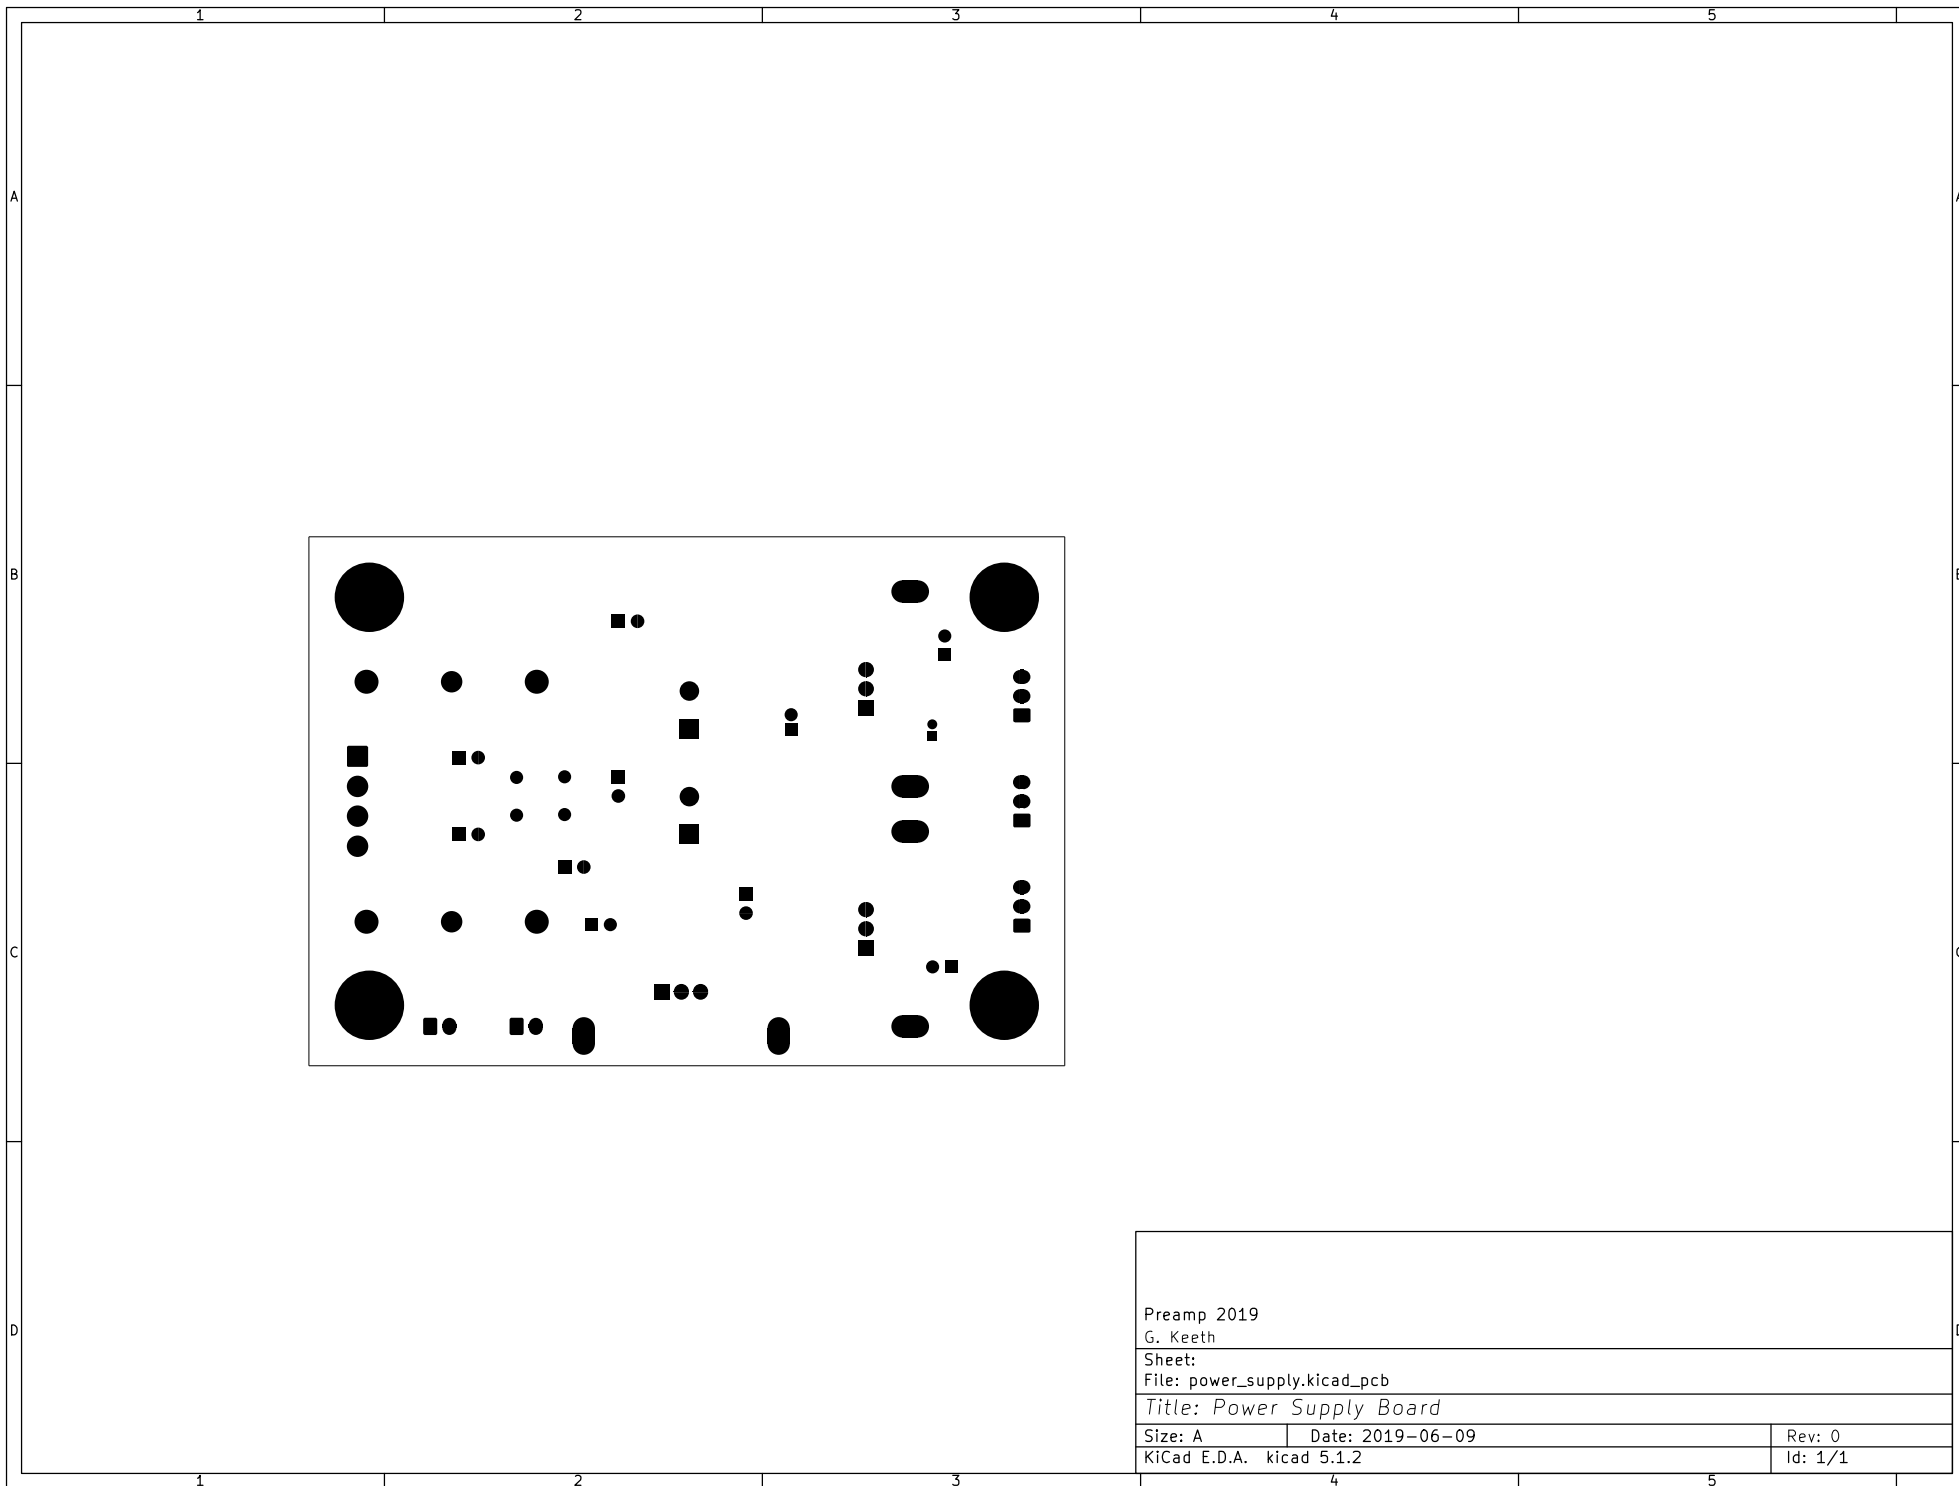 1 2 3 4 5
A
B
B
C
C
D
Preamp 2019
G. Keeth
Sheet:
File: power_supply.kicad_pcb
Title: Power Supply Board
Size: A Date: 2019-06-09 Rev: 0
KiCad E.D.A. kicad 5.1.2 Id: 1/1
1 2 3 4 5